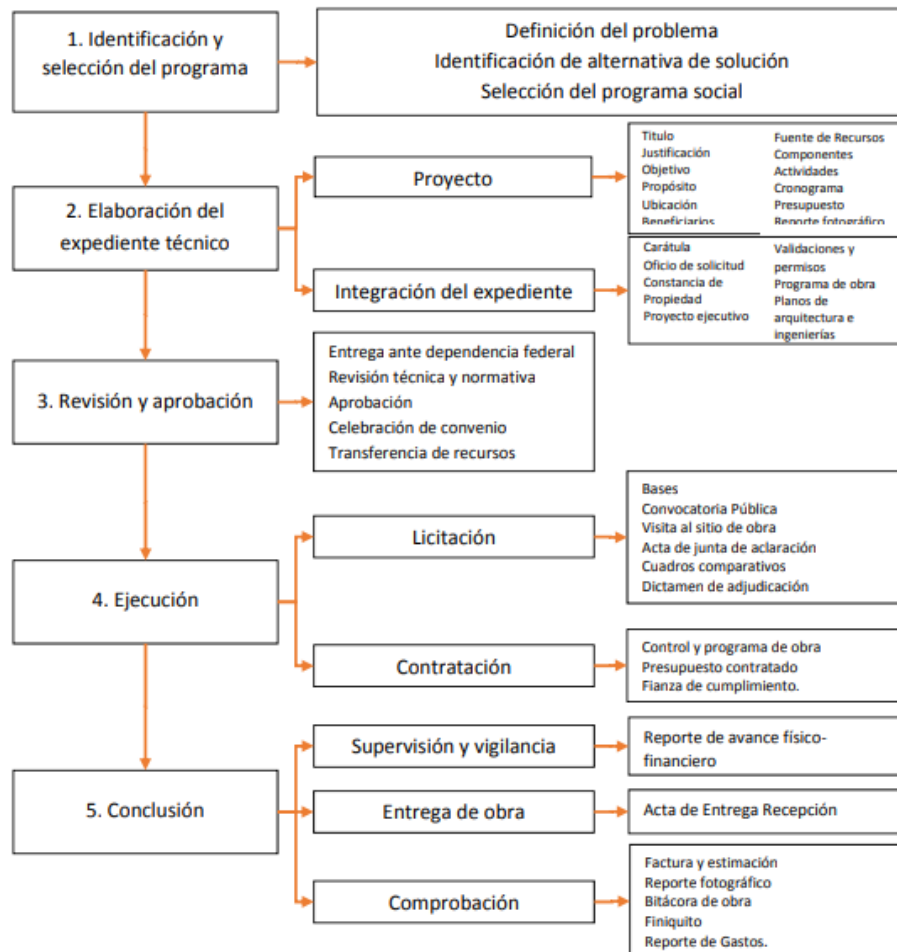 1. Identificación y
selección del programa
Definición del problema
Identificación de alternativa de solución
Selección del programa social
2. Elaboración del
expediente técnico
Proyecto
Titulo
Justificación
Objetivo
Propósito
Ubicación
Beneficiarios
Fuente de Recursos
Componentes
Actividades
Cronograma
Presupuesto
Reporte fotográfico
Integración del expediente
Carátula
Oficio de solicitud
Constancia de
Propiedad
Proyecto ejecutivo
Validaciones y
permisos
Programa de obra
Planos de
arquitectura e
ingenierías
3. Revisión y aprobación
Entrega ante dependencia federal
Revisión técnica y normativa
Aprobación
Celebración de convenio
Transferencia de recursos
4. Ejecución
Licitación
Bases
Convocatoria Pública
Visita al sitio de obra
Acta de junta de aclaración
Cuadros comparativos
Dictamen de adjudicación
Contratación
Control y programa de obra
Presupuesto contratado
Fianza de cumplimiento.
5. Conclusión
Supervisión y vigilancia
Reporte de avance físico-
financiero
Entrega de obra
Acta de Entrega Recepción
Comprobación
Factura y estimación
Reporte fotográfico
Bitácora de obra
Finiquito
Reporte de Gastos.